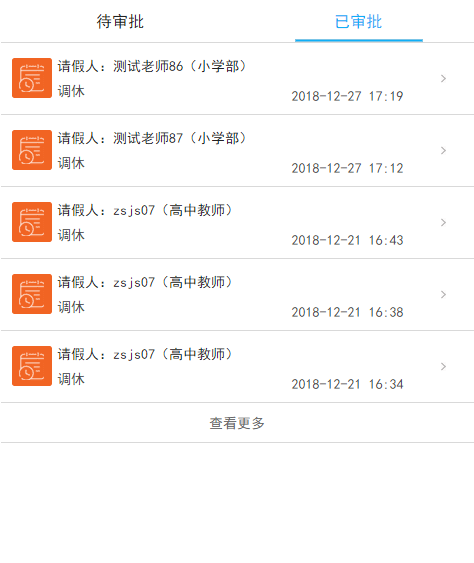 待审批 已审批
请假人：测试老师86（小学部）
调休
2018-12-27 17:19
请假人：测试老师87（小学部）
调休
2018-12-27 17:12
请假人：zsjs07（高中教师）
调休
2018-12-21 16:43
请假人：zsjs07（高中教师）
调休
2018-12-21 16:38
请假人：zsjs07（高中教师）
调休
2018-12-21 16:34
查看更多